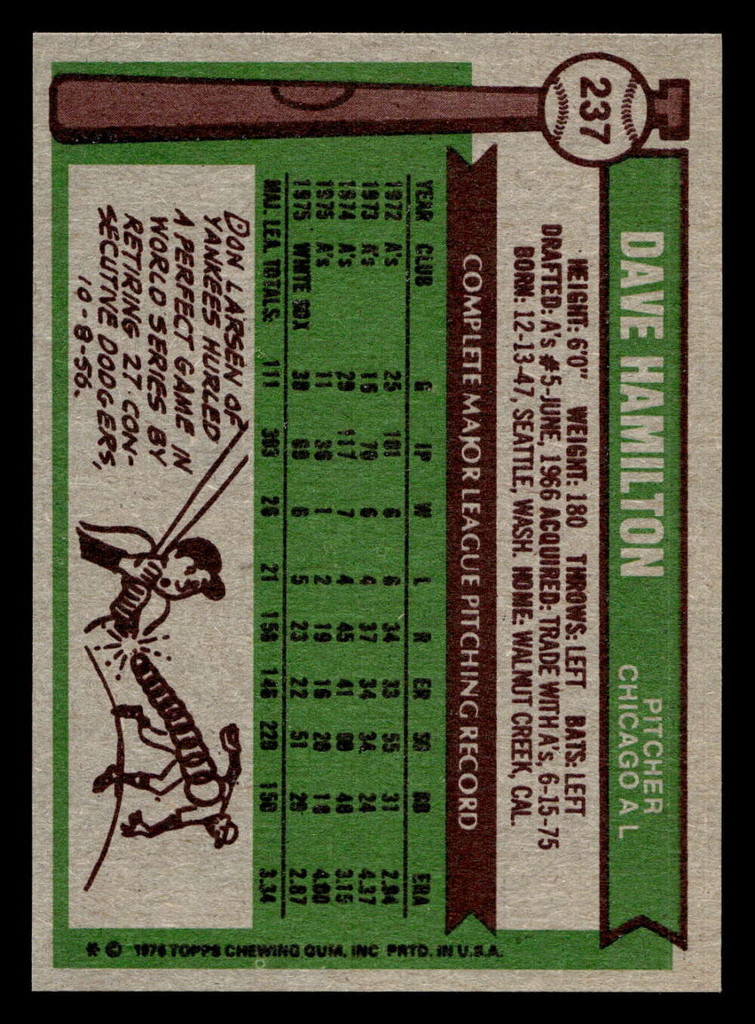 237
DAVE HAMILTON
PITCHER
CHICAGO A L
HEIGHT: 6'0" WEIGHT: 180 THROWS: LEFT BATS: LEFT
DRAFTED: A's #5-JUNE, 1966 ACQUIRED: TRADE WITH A's, 6-15-75
BORN: 12-13-47, SEATTLE, WASH. HOME: WALNUT CREEK, CAL.
COMPLETE MAJOR LEAGUE PITCHING RECORD
YEAR CLUB G IP W L R ER SO BB ERA
1972 A's 25 101 6 6 34 33 55 31 2.94
1973 A's 16 70 6 4 37 34 34 24 4.37
1974 A's 29 117 7 4 45 41 69 48 3.15
1975 A's 11 36 1 2 19 16 20 18 4.00
1975 WHITE SOX 30 69 6 5 23 22 51 29 2.87
MAJ. LEA. TOTALS: 111 393 26 21 158 146 229 150 3.34
DON LARSEN OF
YANKEES HURLED
A PERFECT GAME IN
WORLD SERIES BY
RETIRING 27 CON-
SECUTIVE DODGERS,
10-8-56.
* © 1976 TOPPS CHEWING GUM, INC PRTD. IN U.S.A.